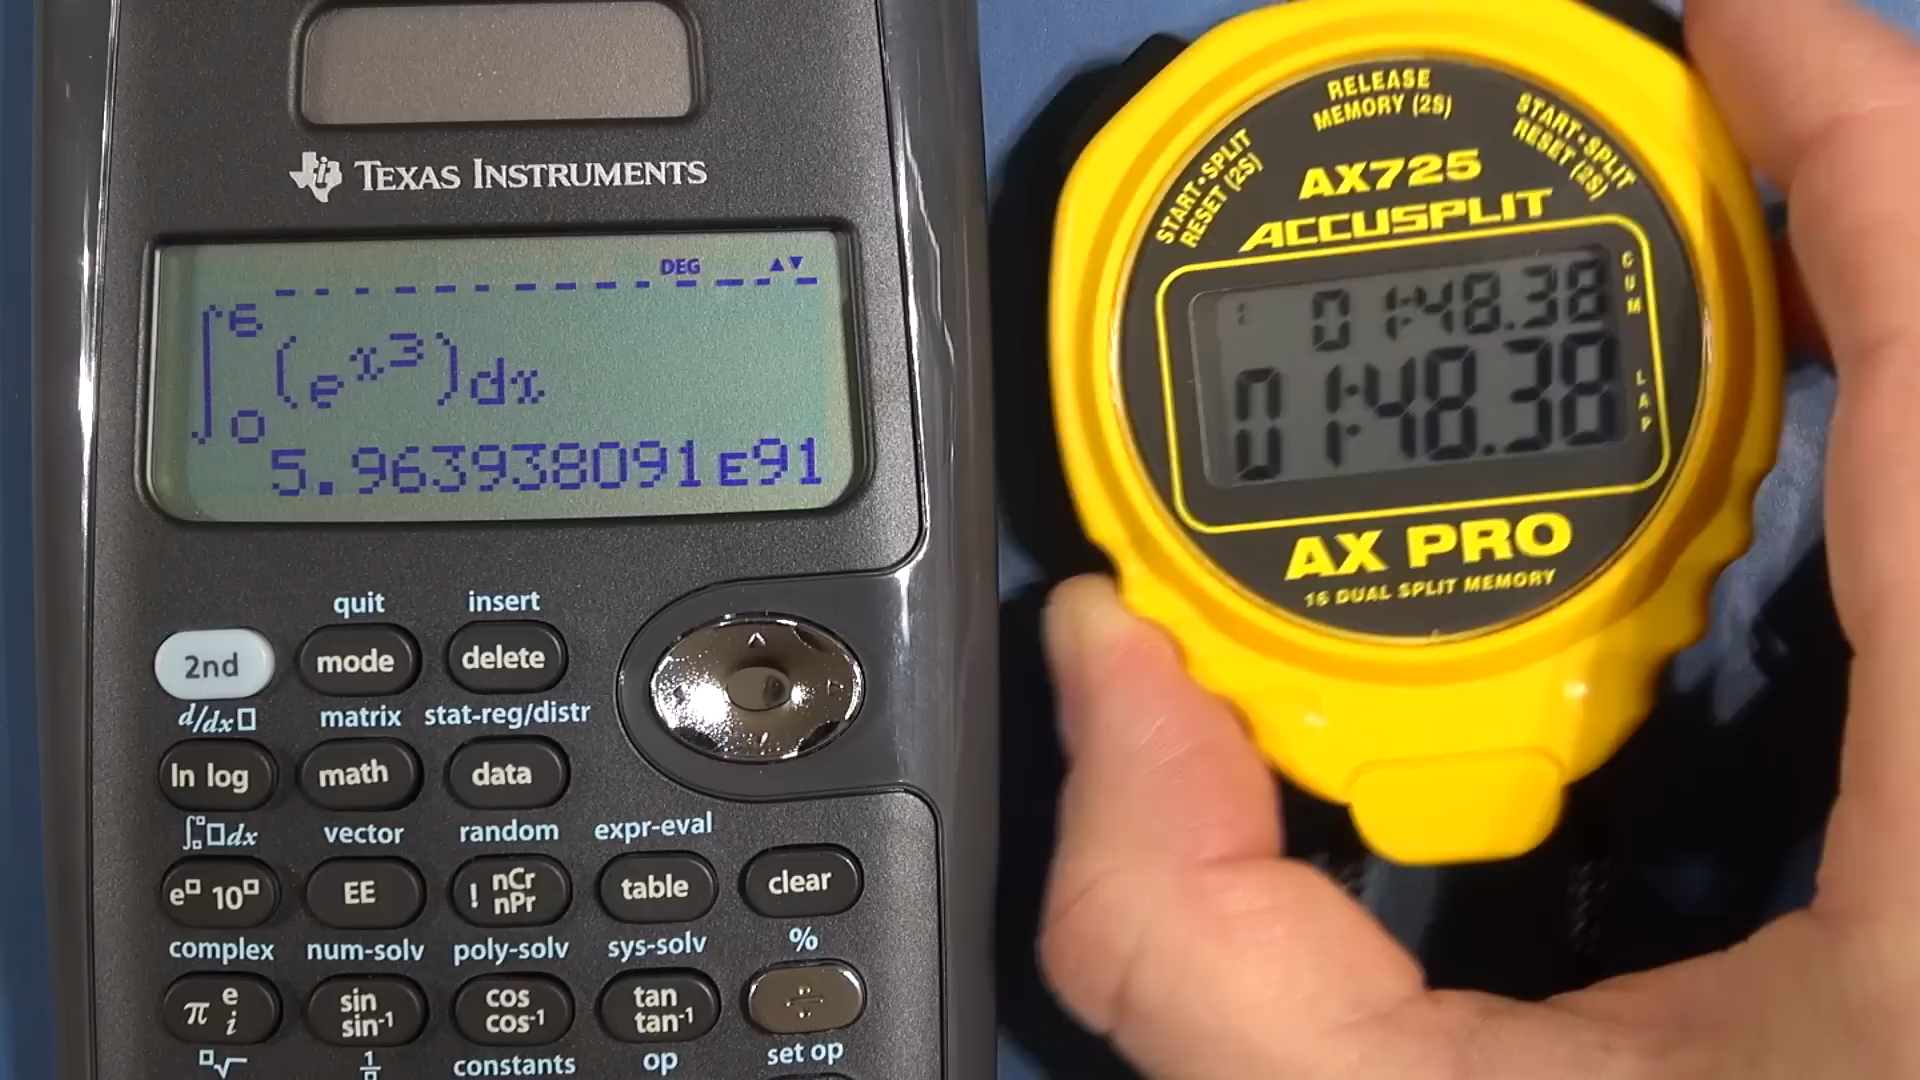 TEXAS INSTRUMENTS
DEG
∫₀⁶ (e^x³)dx
5.963938091E91
quit insert
2nd mode delete
d/dx□ matrix stat-reg/distr
ln log math data
∫□dx vector random expr-eval
e□ 10□ EE ! nCr nPr table clear
complex num-solv poly-solv sys-solv %
π e i sin sin-1 cos cos-1 tan tan-1 ÷
□√ 1/□ constants op set op
START•SPLIT
RESET (2S)
RELEASE
MEMORY (2S)
START•SPLIT
RESET (2S)
AX725
ACCUSPLIT
1 0 1:48.38
CUM
0 1:48.38
LAP
AX PRO
16 DUAL SPLIT MEMORY